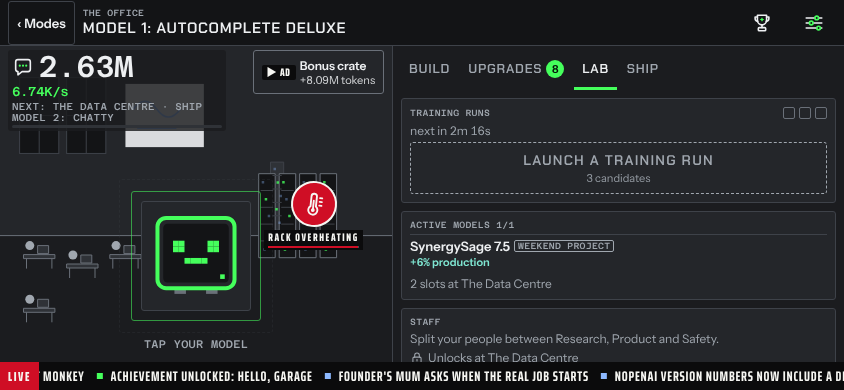 ‹ Modes
THE OFFICE
MODEL 1: AUTOCOMPLETE DELUXE
2.63M
6.74K/s
NEXT: THE DATA CENTRE · SHIP
MODEL 2: CHATTY
AD
Bonus crate
+8.09M tokens
RACK OVERHEATING
TAP YOUR MODEL
BUILD
UPGRADES 8
LAB
SHIP
TRAINING RUNS
next in 2m 16s
LAUNCH A TRAINING RUN
3 candidates
ACTIVE MODELS 1/1
SynergySage 7.5 WEEKEND PROJECT
+6% production
2 slots at The Data Centre
STAFF
Split your people between Research, Product and Safety.
Unlocks at The Data Centre
LIVE MONKEY ACHIEVEMENT UNLOCKED: HELLO, GARAGE FOUNDER'S MUM ASKS WHEN THE REAL JOB STARTS NOPENAI VERSION NUMBERS NOW INCLUDE A